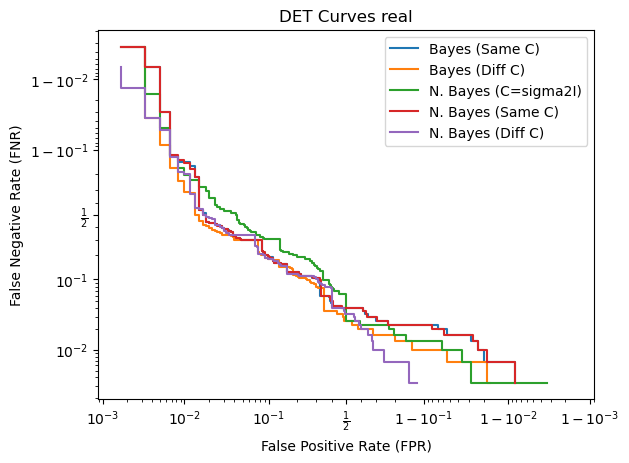 DET Curves real
Bayes (Same C)
Bayes (Diff C)
N. Bayes (C=sigma2I)
N. Bayes (Same C)
N. Bayes (Diff C)
False Negative Rate (FNR)
1 − 10⁻²
1 − 10⁻¹
1/2
10⁻¹
10⁻²
10⁻³ 10⁻² 10⁻¹ 1/2 1 − 10⁻¹ 1 − 10⁻² 1 − 10⁻³
False Positive Rate (FPR)